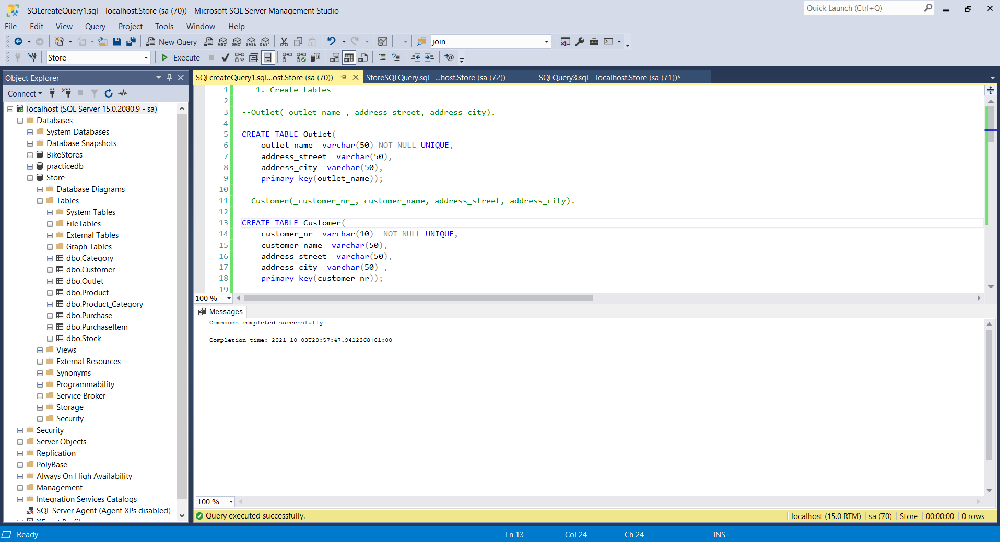 SQLcreateQuery1.sql - localhost.Store (sa (70)) - Microsoft SQL Server Management Studio
Quick Launch (Ctrl+Q)
File Edit View Query Project Tools Window Help
New Query MDX DMX XMLA DAX join
Store Execute
Object Explorer
Connect
localhost (SQL Server 15.0.2080.9 - sa)
Databases
System Databases
Database Snapshots
BikeStores
practicedb
Store
Database Diagrams
Tables
System Tables
FileTables
External Tables
Graph Tables
dbo.Category
dbo.Customer
dbo.Outlet
dbo.Product
dbo.Product_Category
dbo.Purchase
dbo.PurchaseItem
dbo.Stock
Views
External Resources
Synonyms
Programmability
Service Broker
Storage
Security
Security
Server Objects
Replication
PolyBase
Always On High Availability
Management
Integration Services Catalogs
SQL Server Agent (Agent XPs disabled)
XEvent Profiler
SQLcreateQuery1.sql...ost.Store (sa (70)) StoreSQLQuery.sql -...host.Store (sa (72)) SQLQuery3.sql - localhost.Store (sa (71))*
1 -- 1. Create tables
2
3 --Outlet(_outlet_name_, address_street, address_city).
4
5 CREATE TABLE Outlet(
6 outlet_name varchar(50) NOT NULL UNIQUE,
7 address_street varchar(50),
8 address_city varchar(50),
9 primary key(outlet_name));
10
11 --Customer(_customer_nr_, customer_name, address_street, address_city).
12
13 CREATE TABLE Customer(
14 customer_nr varchar(10) NOT NULL UNIQUE,
15 customer_name varchar(50),
16 address_street varchar(50),
17 address_city varchar(50) ,
18 primary key(customer_nr));
19
100 %
Messages
Commands completed successfully.
Completion time: 2021-10-03T20:57:47.9412368+01:00
100 %
Query executed successfully. localhost (15.0 RTM) sa (70) Store 00:00:00 0 rows
Ready Ln 13 Col 24 Ch 24 INS